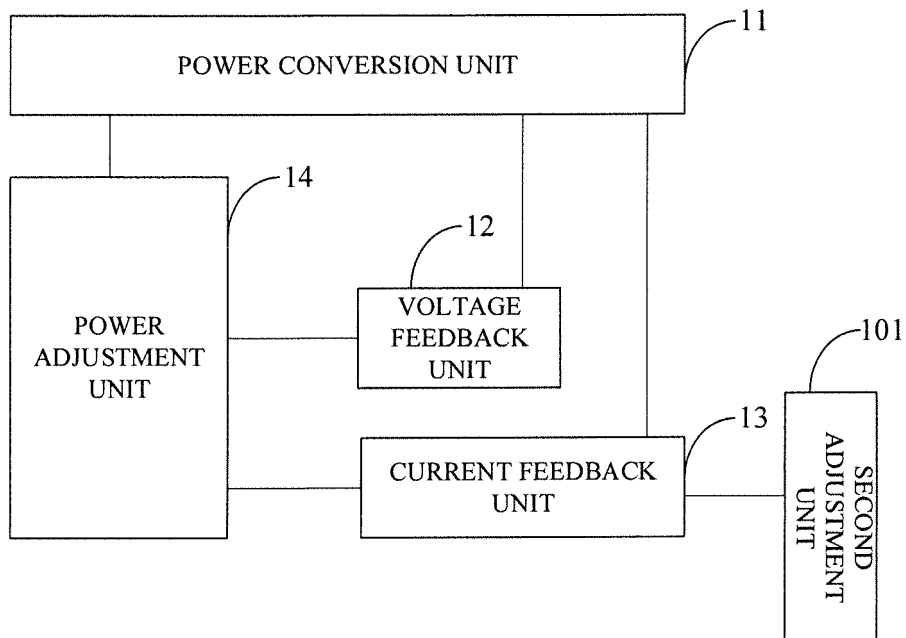 11
POWER CONVERSION UNIT
14
12
POWER
ADJUSTMENT
UNIT
VOLTAGE
FEEDBACK
UNIT
101
13
CURRENT FEEDBACK
UNIT
SECOND
ADJUSTMENT
UNIT